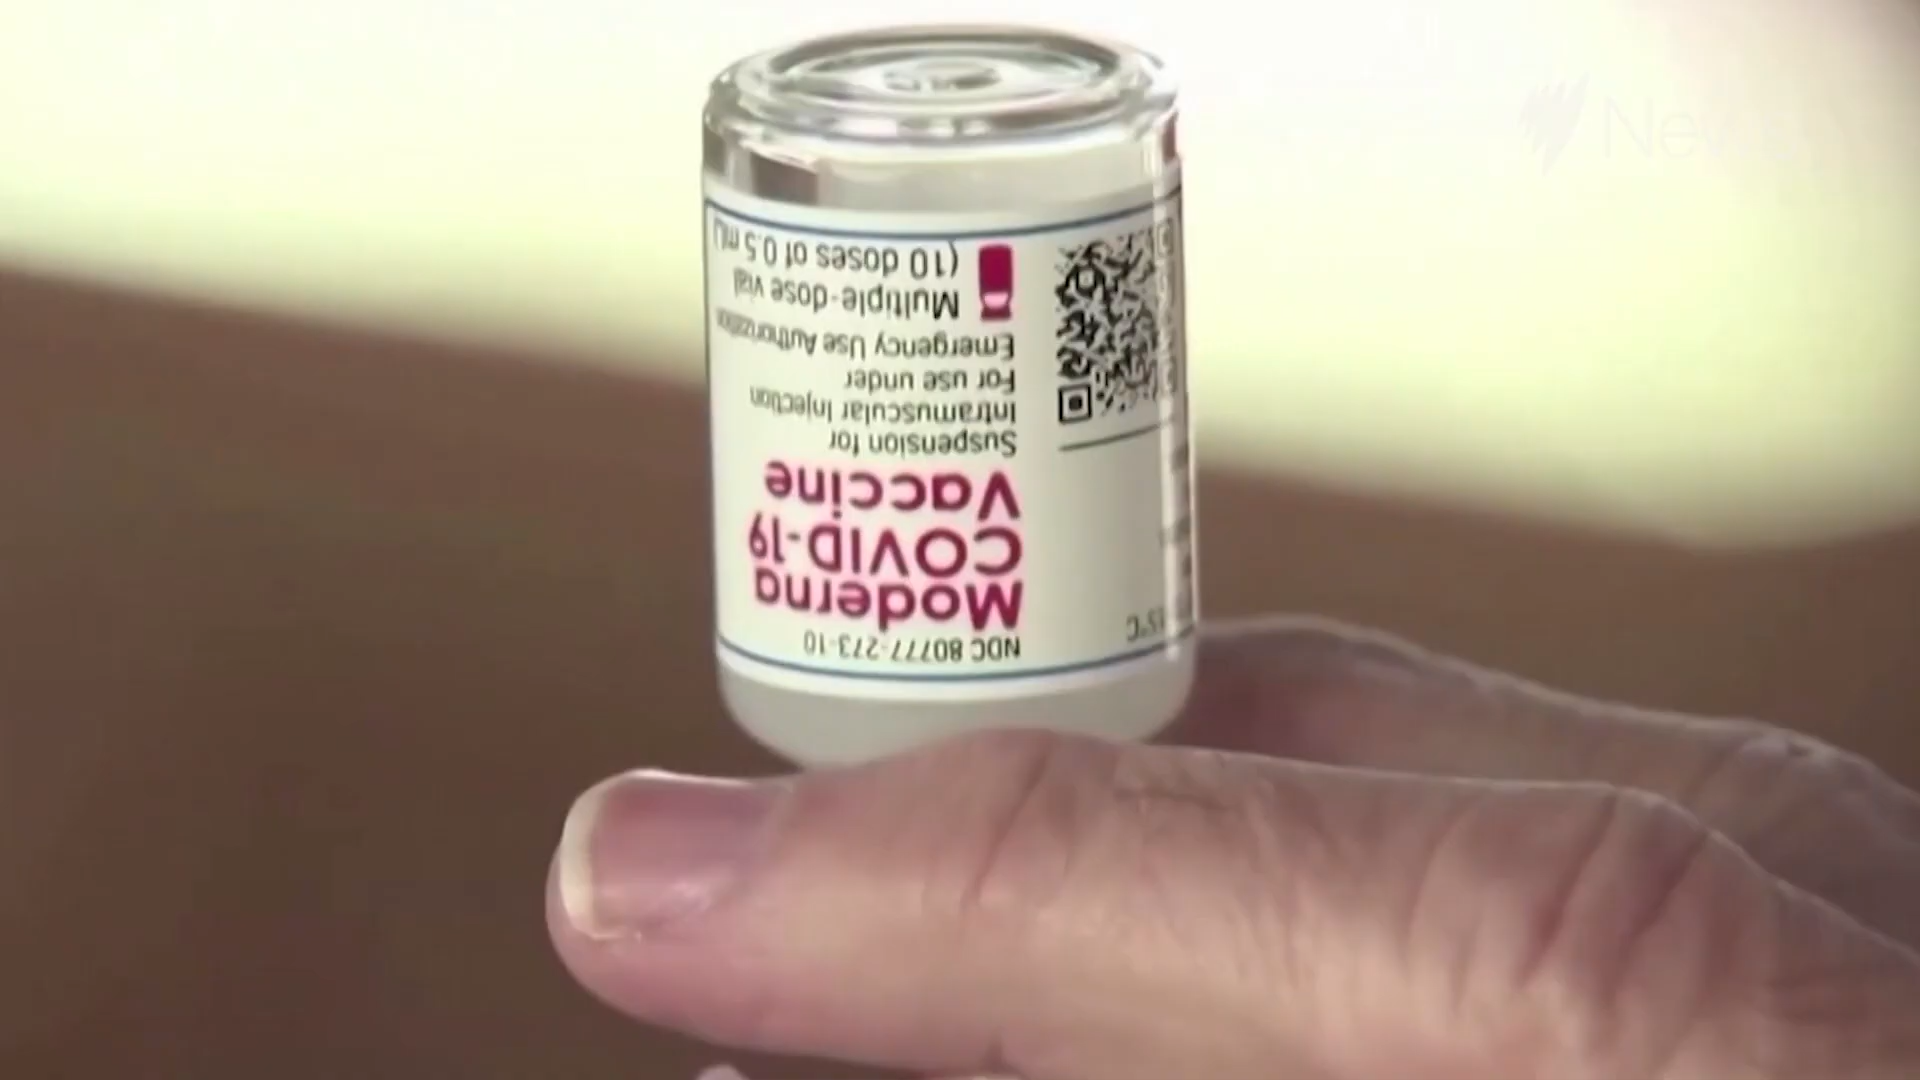 NDC 80777-273-10
Moderna
COVID-19
Vaccine
Suspension for
Intramuscular Injection
For use under
Emergency Use Authorization
Multiple-dose vial
(10 doses of 0.5 mL)